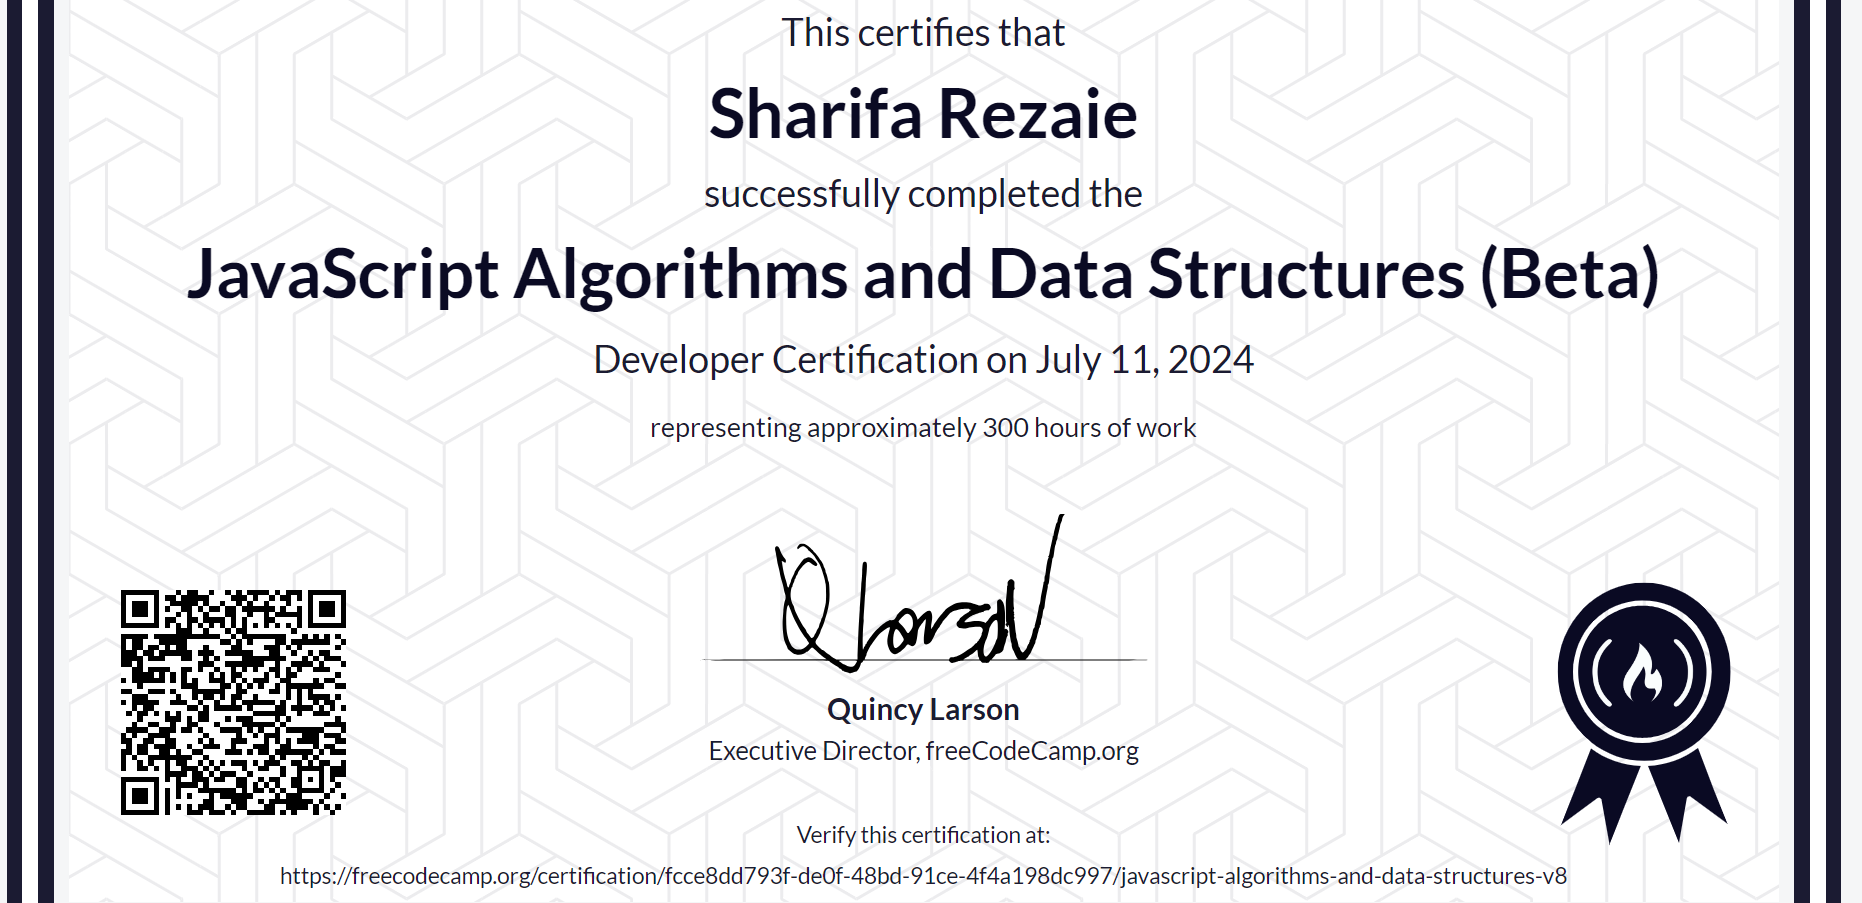 This certifies that
Sharifa Rezaie
successfully completed the
JavaScript Algorithms and Data Structures (Beta)
Developer Certification on July 11, 2024
representing approximately 300 hours of work
Q Larson
Quincy Larson
Executive Director, freeCodeCamp.org
Verify this certification at:
https://freecodecamp.org/certification/fcce8dd793f-de0f-48bd-91ce-4f4a198dc997/javascript-algorithms-and-data-structures-v8